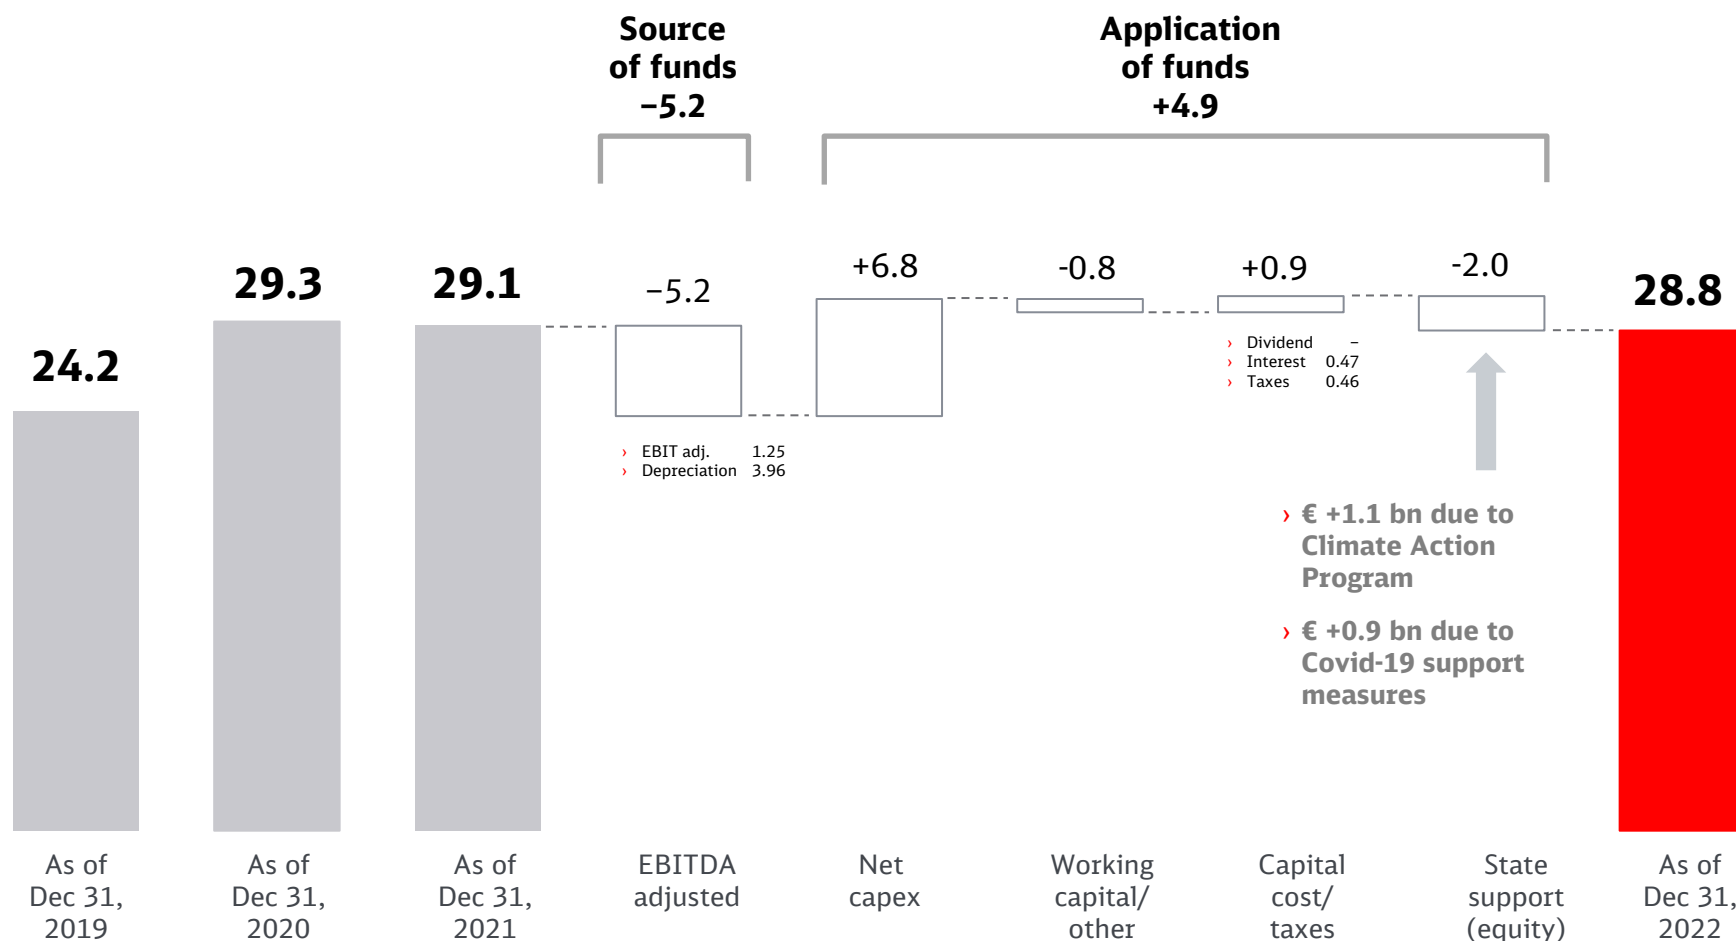 Source
of funds
−5.2
Application
of funds
+4.9
24.2
29.3
29.1
−5.2
+6.8
-0.8
+0.9
-2.0
28.8
› EBIT adj. 1.25
› Depreciation 3.96
› Dividend –
› Interest 0.47
› Taxes 0.46
› € +1.1 bn due to
Climate Action
Program
› € +0.9 bn due to
Covid-19 support
measures
As of
Dec 31,
2019
As of
Dec 31,
2020
As of
Dec 31,
2021
EBITDA
adjusted
Net
capex
Working
capital/
other
Capital
cost/
taxes
State
support
(equity)
As of
Dec 31,
2022